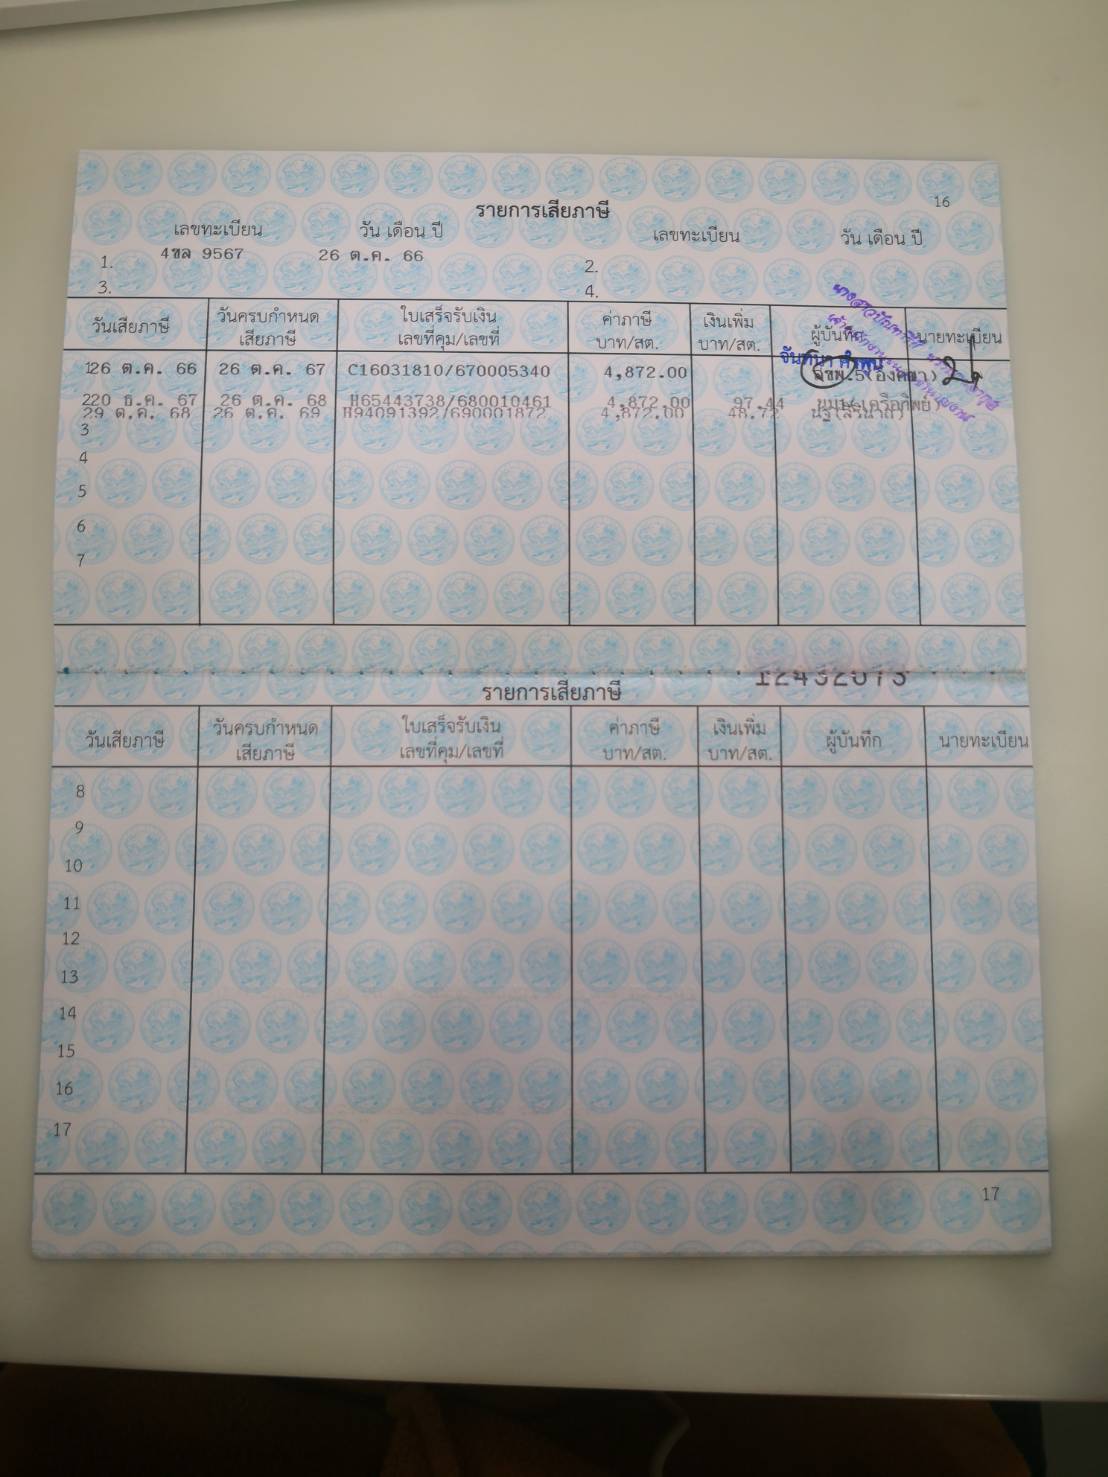 16
รายการเสียภาษี
เลขทะเบียน วัน เดือน ปี เลขทะเบียน วัน เดือน ปี
1. 4ขล 9567 26 ต.ค. 66 2.
3. 4.
วันเสียภาษี วันครบกำหนดเสียภาษี ใบเสร็จรับเงิน เลขที่คุม/เลขที่ ค่าภาษี บาท/สต. เงินเพิ่ม บาท/สต. ผู้บันทึก นายทะเบียน
1 26 ต.ค. 66 26 ต.ค. 67 C16031810/670005340 4,872.00
2 20 ธ.ค. 67 26 ต.ค. 68 H65443738/680010461 4,872.00 97.44
29 ต.ค. 68 26 ต.ค. 69 H94091392/690001872 4,872.00 48.72
3
4
5
6
7
รายการเสียภาษี
วันเสียภาษี วันครบกำหนดเสียภาษี ใบเสร็จรับเงิน เลขที่คุม/เลขที่ ค่าภาษี บาท/สต. เงินเพิ่ม บาท/สต. ผู้บันทึก นายทะเบียน
8
9
10
11
12
13
14
15
16
17
17